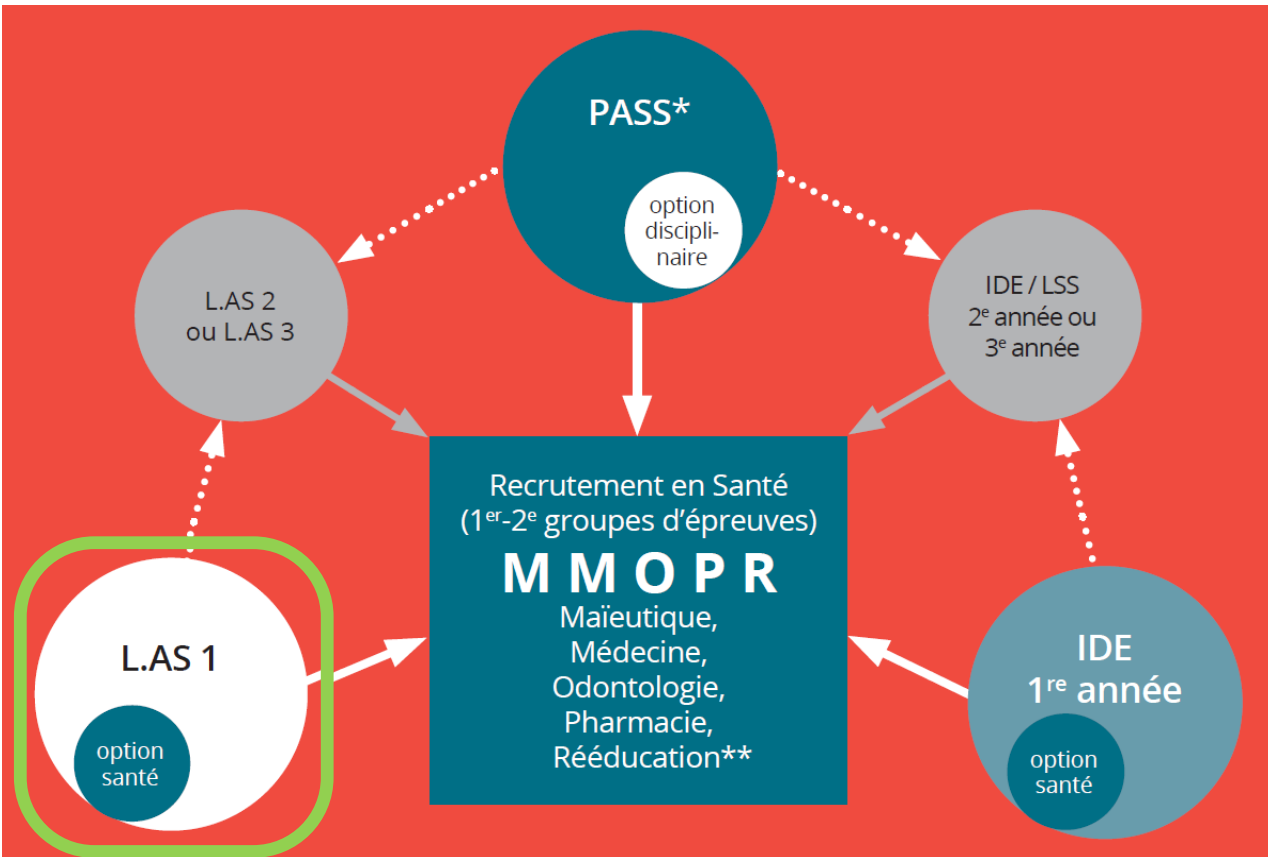 PASS*
option
discipli-
naire
L.AS 2
ou L.AS 3
IDE / LSS
2e année ou
3e année
Recrutement en Santé
(1er-2e groupes d'épreuves)
M M O P R
Maïeutique,
Médecine,
Odontologie,
Pharmacie,
Rééducation**
L.AS 1
option
santé
IDE
1re année
option
santé